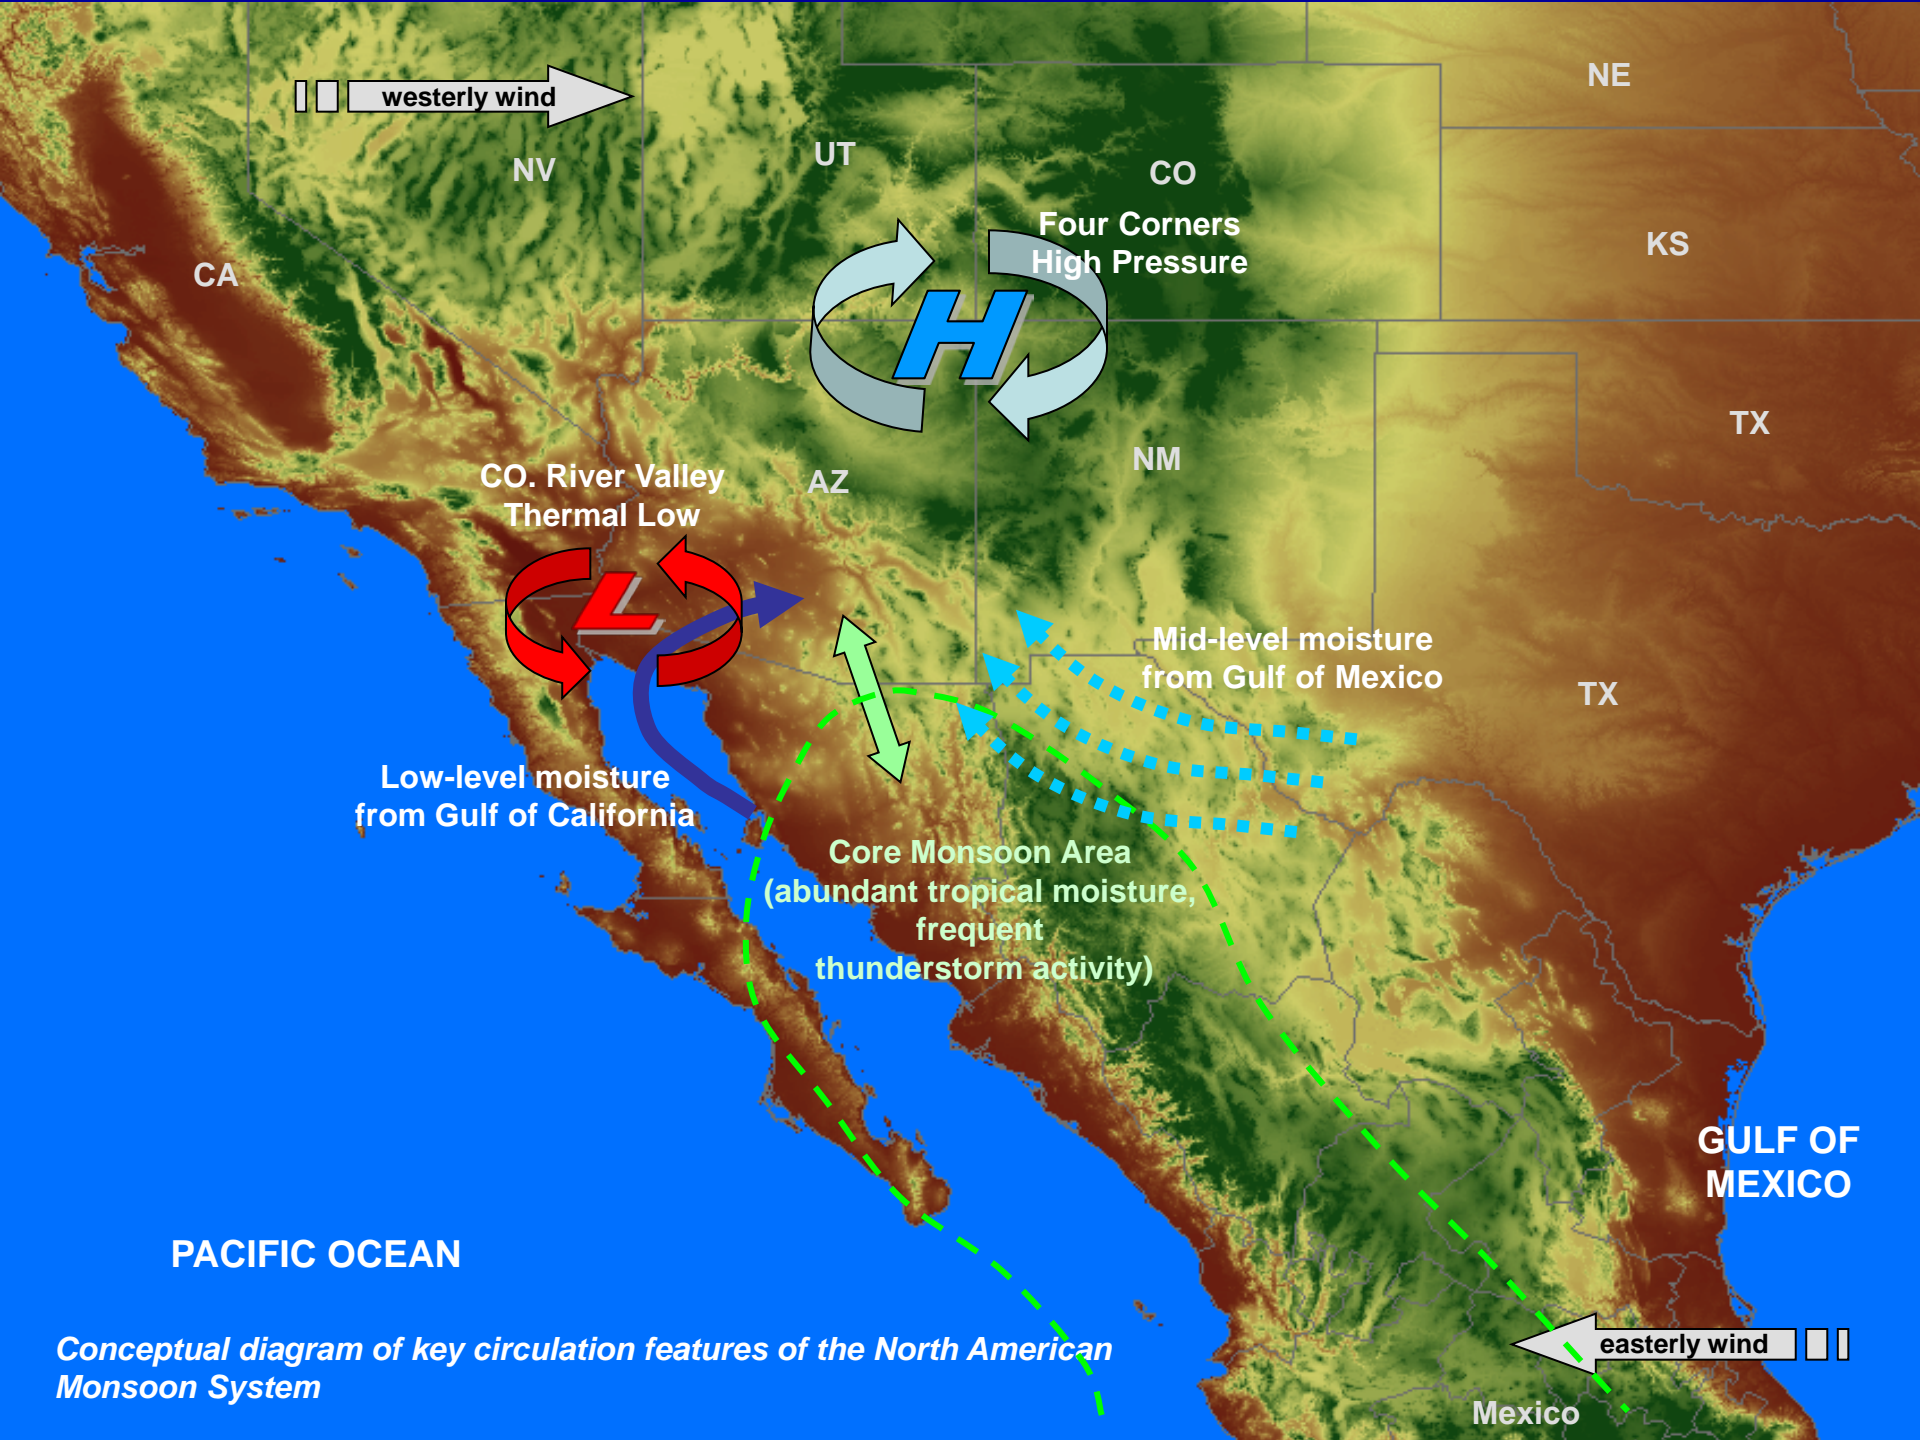 NE
westerly wind
NV
UT
CO
Four Corners
High Pressure
KS
CA
H
TX
NM
AZ
CO. River Valley
Thermal Low
L
Mid-level moisture
from Gulf of Mexico
TX
Low-level moisture
from Gulf of California
Core Monsoon Area
(abundant tropical moisture,
frequent
thunderstorm activity)
GULF OF
MEXICO
PACIFIC OCEAN
easterly wind
Conceptual diagram of key circulation features of the North American
Monsoon System
Mexico